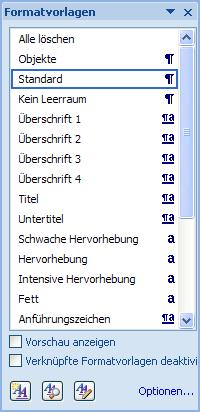 Formatvorlagen
Alle löschen
Objekte ¶
Standard ¶
Kein Leerraum ¶
Überschrift 1 ¶a
Überschrift 2 ¶a
Überschrift 3 ¶a
Überschrift 4 ¶a
Titel ¶a
Untertitel ¶a
Schwache Hervorhebung a
Hervorhebung a
Intensive Hervorhebung a
Fett a
Anführungszeichen ¶a
Vorschau anzeigen
Verknüpfte Formatvorlagen deaktivi
Optionen...